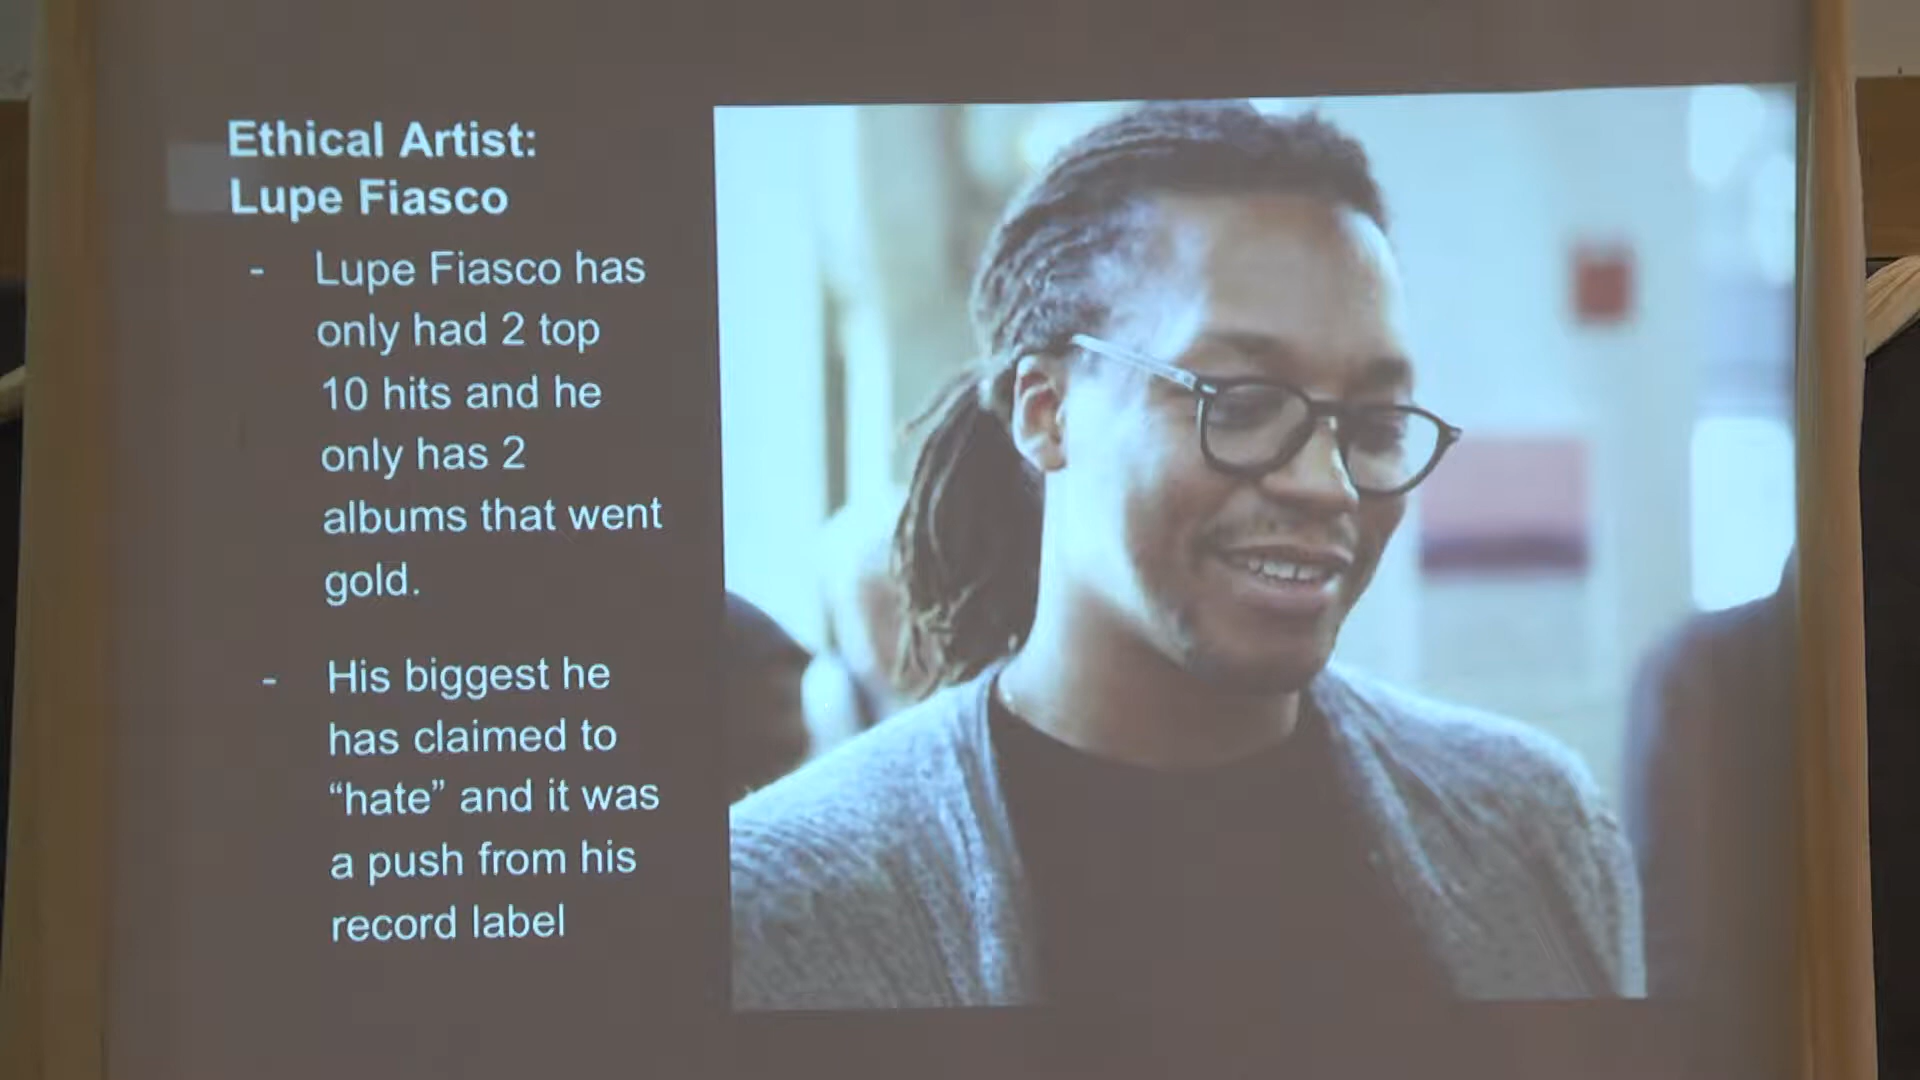 Ethical Artist:
Lupe Fiasco
- Lupe Fiasco has
only had 2 top
10 hits and he
only has 2
albums that went
gold.
- His biggest he
has claimed to
“hate” and it was
a push from his
record label